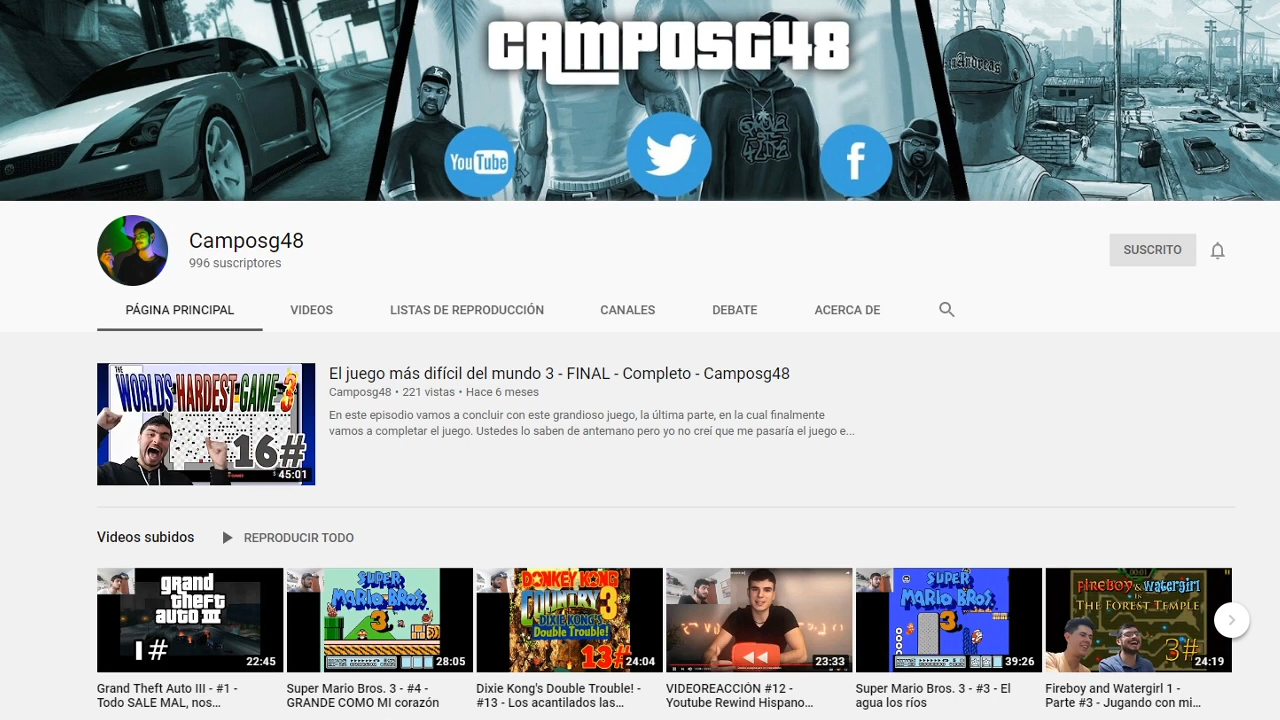 CAMPOSG48
sAndreas
YouTube
Camposg48
996 suscriptores
SUSCRITO
PÁGINA PRINCIPAL
VIDEOS
LISTAS DE REPRODUCCIÓN
CANALES
DEBATE
ACERCA DE
THE
WORLD'S HARDEST GAME 3
16#
45:01
El juego más difícil del mundo 3 - FINAL - Completo - Camposg48
Camposg48 • 221 vistas • Hace 6 meses
En este episodio vamos a concluir con este grandioso juego, la última parte, en la cual finalmente
vamos a completar el juego. Ustedes lo saben de antemano pero yo no creí que me pasaría el juego e...
Videos subidos
REPRODUCIR TODO
grand
theft
auto III
1#
22:45
Grand Theft Auto III - #1 -
Todo SALE MAL, nos...
SUPER
MARIO BROS.
3
28:05
Super Mario Bros. 3 - #4 -
GRANDE COMO MI corazón
DONKEY KONG
COUNTRY 3
DIXIE KONG'S
Double Trouble!
13#
24:04
Dixie Kong's Double Trouble! -
#13 - Los acantilados las...
23:33
VIDEOREACCIÓN #12 -
Youtube Rewind Hispano...
SUPER
MARIO BROS.
3
39:26
Super Mario Bros. 3 - #3 - El
agua los ríos
00:01
FIREBOY & WATERGIRL
IN
THE FOREST TEMPLE
3#
24:19
Fireboy and Watergirl 1 -
Parte #3 - Jugando con mi...